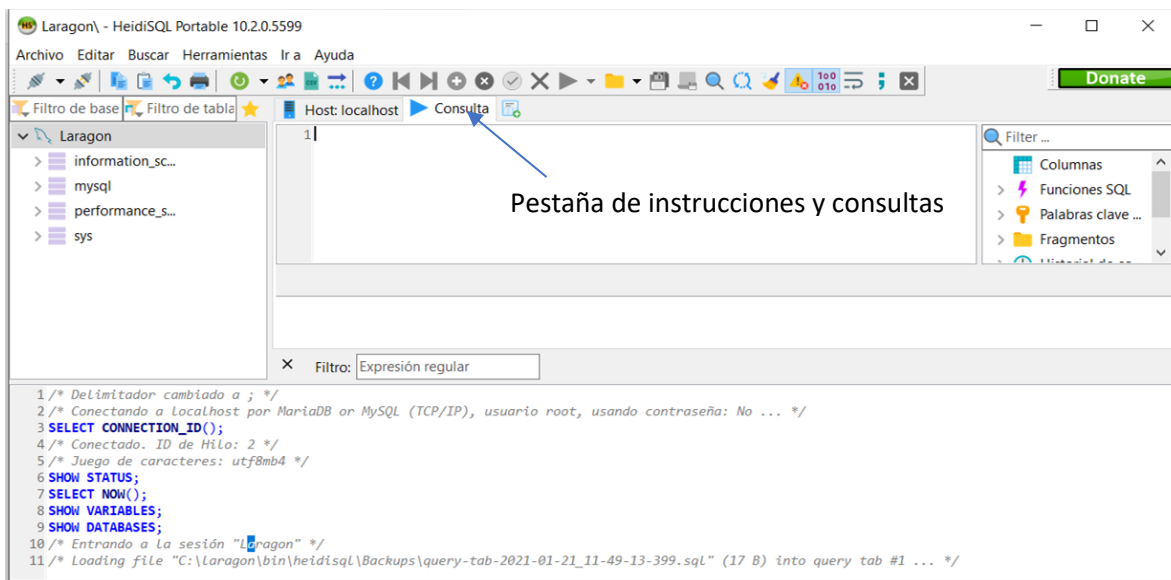 Laragon\ - HeidiSQL Portable 10.2.0.5599
Archivo Editar Buscar Herramientas Ir a Ayuda
Donate
Filtro de base Filtro de tabla
Host: localhost Consulta
Laragon
information_sc...
mysql
performance_s...
sys
1
Pestaña de instrucciones y consultas
Filter ...
Columnas
Funciones SQL
Palabras clave ...
Fragmentos
Filtro: Expresión regular
1 /* Delimitador cambiado a ; */
2 /* Conectando a localhost por MariaDB or MySQL (TCP/IP), usuario root, usando contraseña: No ... */
3 SELECT CONNECTION_ID();
4 /* Conectado. ID de Hilo: 2 */
5 /* Juego de caracteres: utf8mb4 */
6 SHOW STATUS;
7 SELECT NOW();
8 SHOW VARIABLES;
9 SHOW DATABASES;
10 /* Entrando a la sesión "Laragon" */
11 /* Loading file "C:\laragon\bin\heidisql\Backups\query-tab-2021-01-21_11-49-13-399.sql" (17 B) into query tab #1 ... */